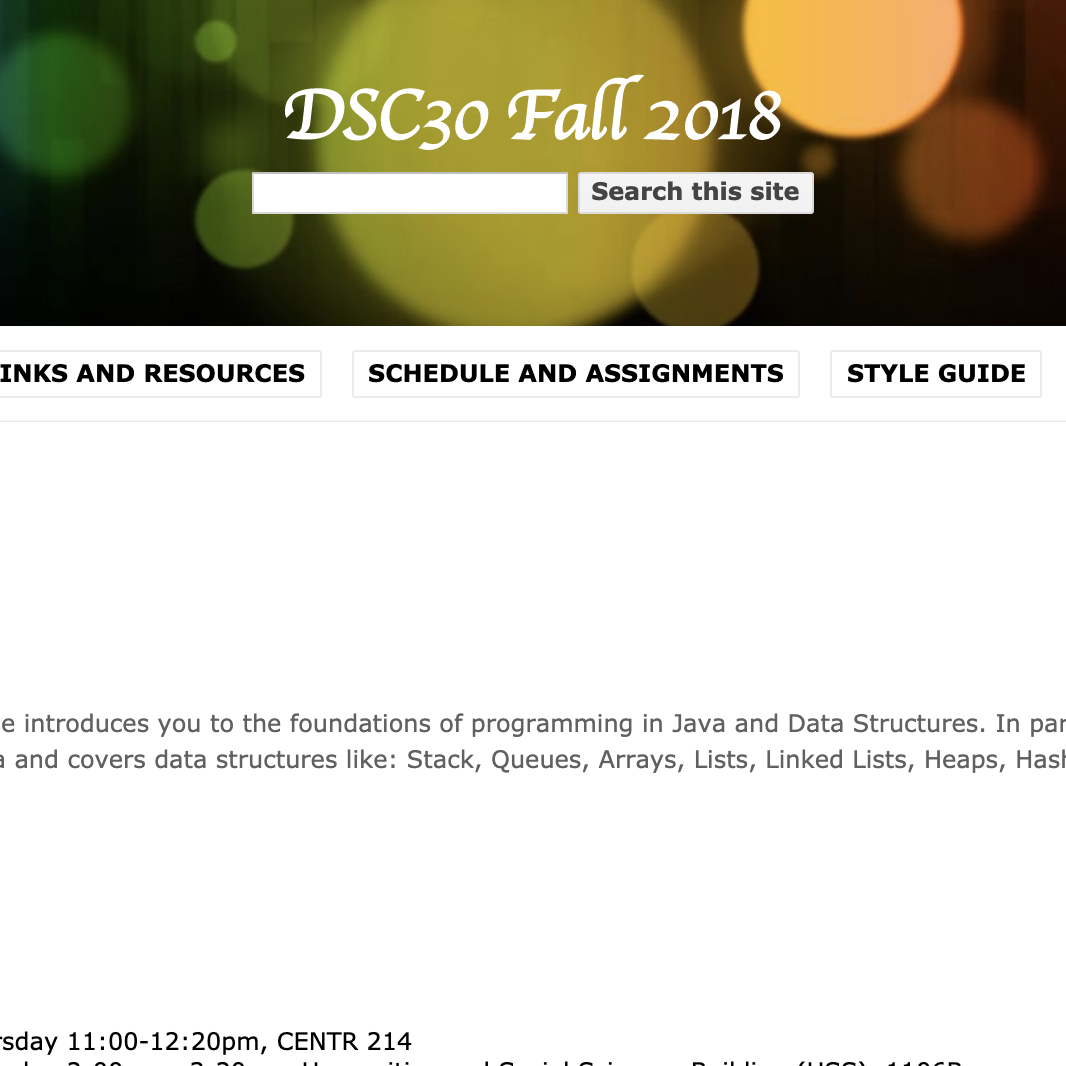 DSC30 Fall 2018
Search this site
INKS AND RESOURCES SCHEDULE AND ASSIGNMENTS STYLE GUIDE
e introduces you to the foundations of programming in Java and Data Structures. In par
and covers data structures like: Stack, Queues, Arrays, Lists, Linked Lists, Heaps, Hash
rsday 11:00-12:20pm, CENTR 214